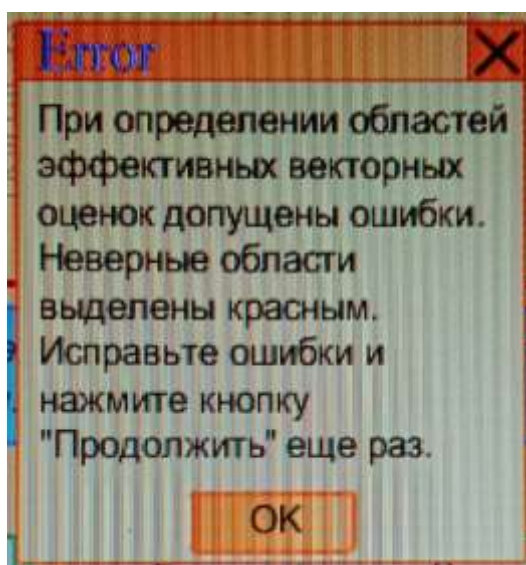 Error
При определении областей
эффективных векторных
оценок допущены ошибки.
Неверные области
выделены красным.
Исправьте ошибки и
нажмите кнопку
"Продолжить" еще раз.
OK